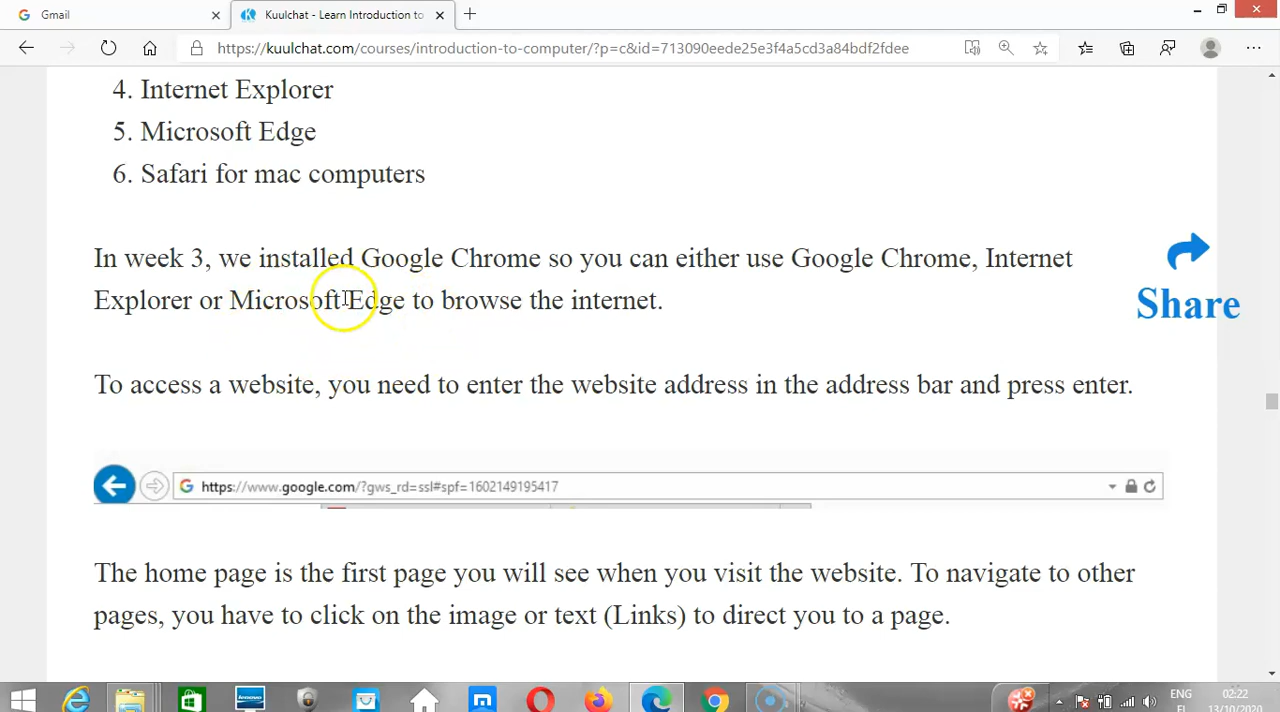 Gmail
Kuulchat - Learn Introduction to
https://kuulchat.com/courses/introduction-to-computer/?p=c&id=713090eede25e3f4a5cd3a84bdf2fdee
4. Internet Explorer
5. Microsoft Edge
6. Safari for mac computers
In week 3, we installed Google Chrome so you can either use Google Chrome, Internet
Explorer or Microsoft Edge to browse the internet.
Share
To access a website, you need to enter the website address in the address bar and press enter.
https://www.google.com/?gws_rd=ssl#spf=1602149195417
The home page is the first page you will see when you visit the website. To navigate to other
pages, you have to click on the image or text (Links) to direct you to a page.
lenovo
ENG
02:22
FI
13/10/2020